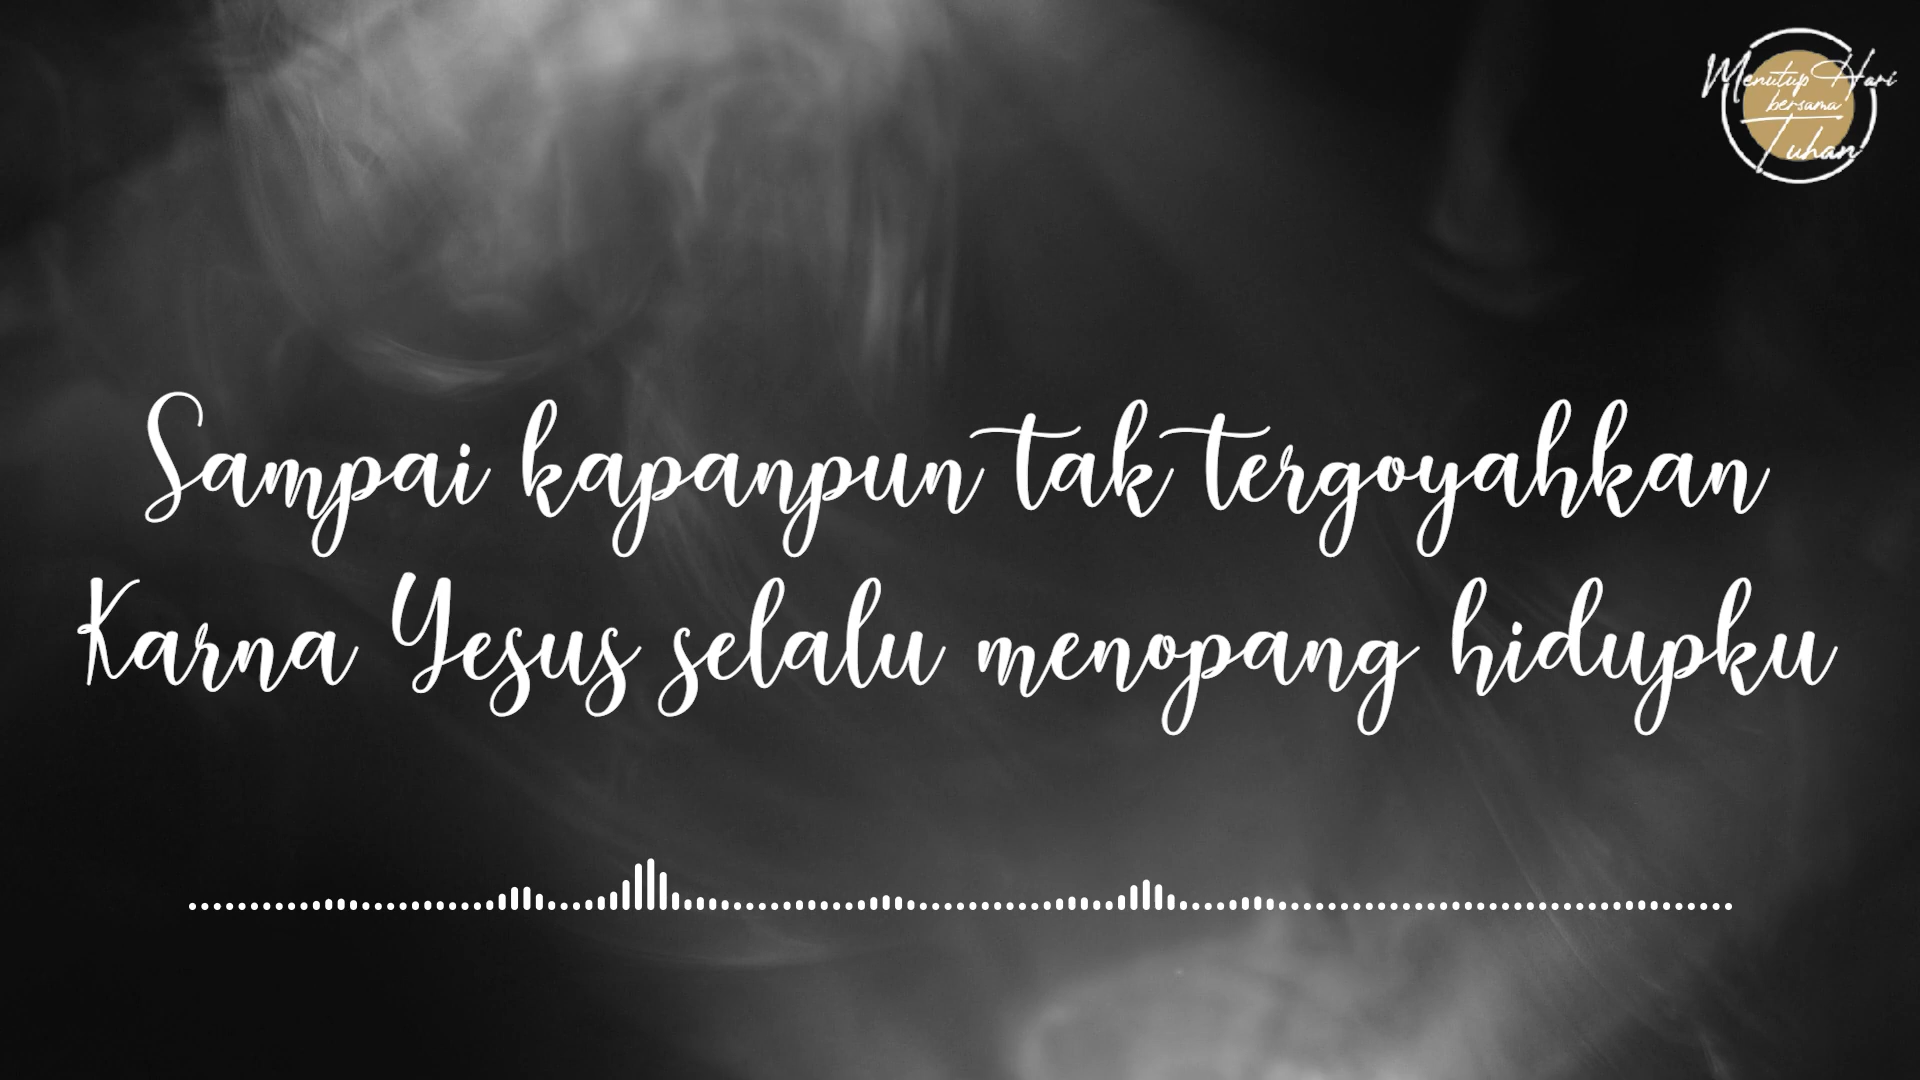 Menutup Hari
bersama
Tuhan
Sampai kapanpun tak tergoyahkan
Karna Yesus selalu menopang hidupku